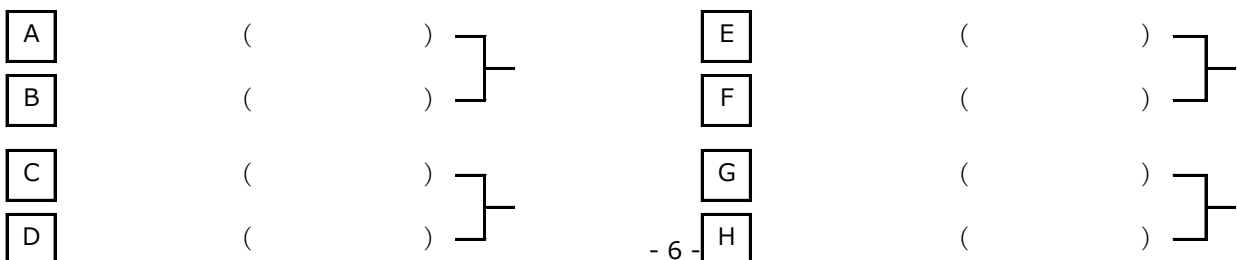 A ( ) E ( )
B ( ) F ( )
C ( ) G ( )
D ( ) - 6 - H ( )